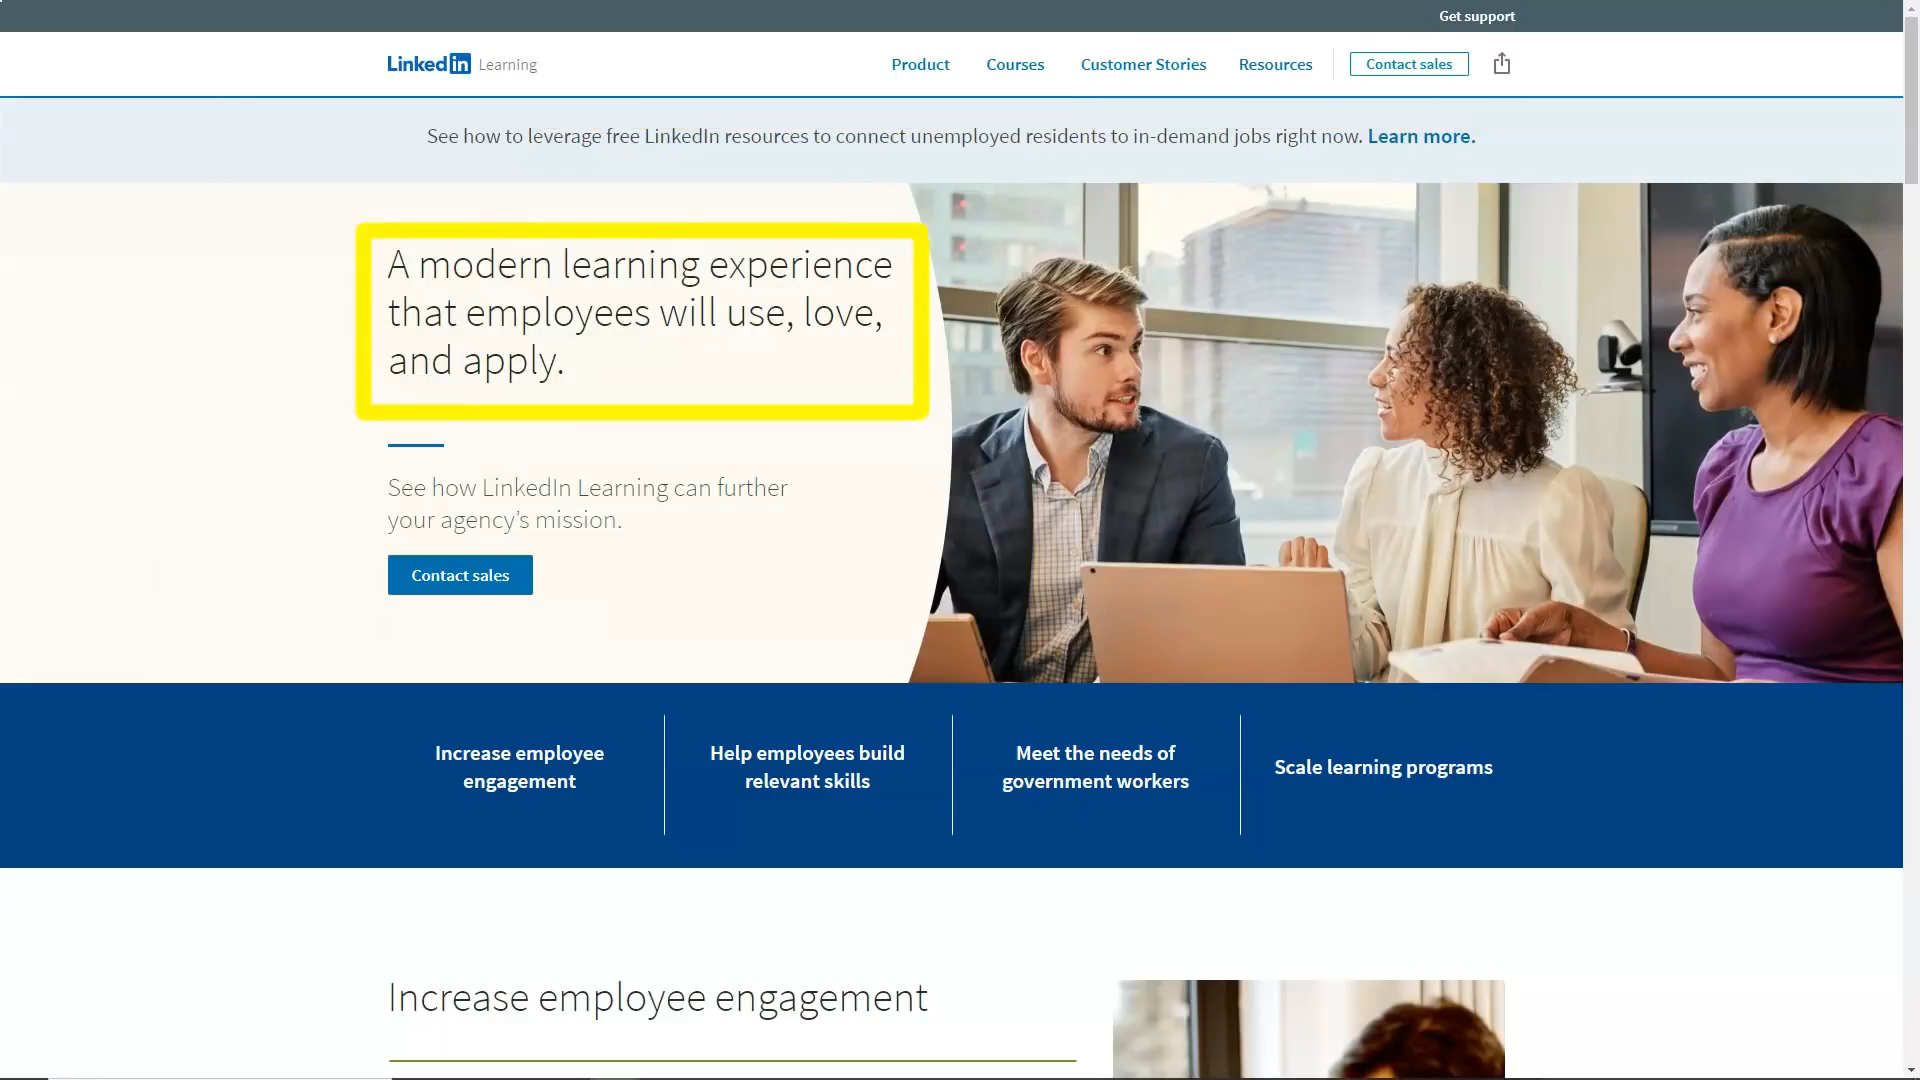 Get support
LinkedIn Learning
Product
Courses
Customer Stories
Resources
Contact sales
See how to leverage free LinkedIn resources to connect unemployed residents to in-demand jobs right now. Learn more.
A modern learning experience
that employees will use, love,
and apply.
See how LinkedIn Learning can further
your agency’s mission.
Contact sales
Increase employee
engagement
Help employees build
relevant skills
Meet the needs of
government workers
Scale learning programs
Increase employee engagement